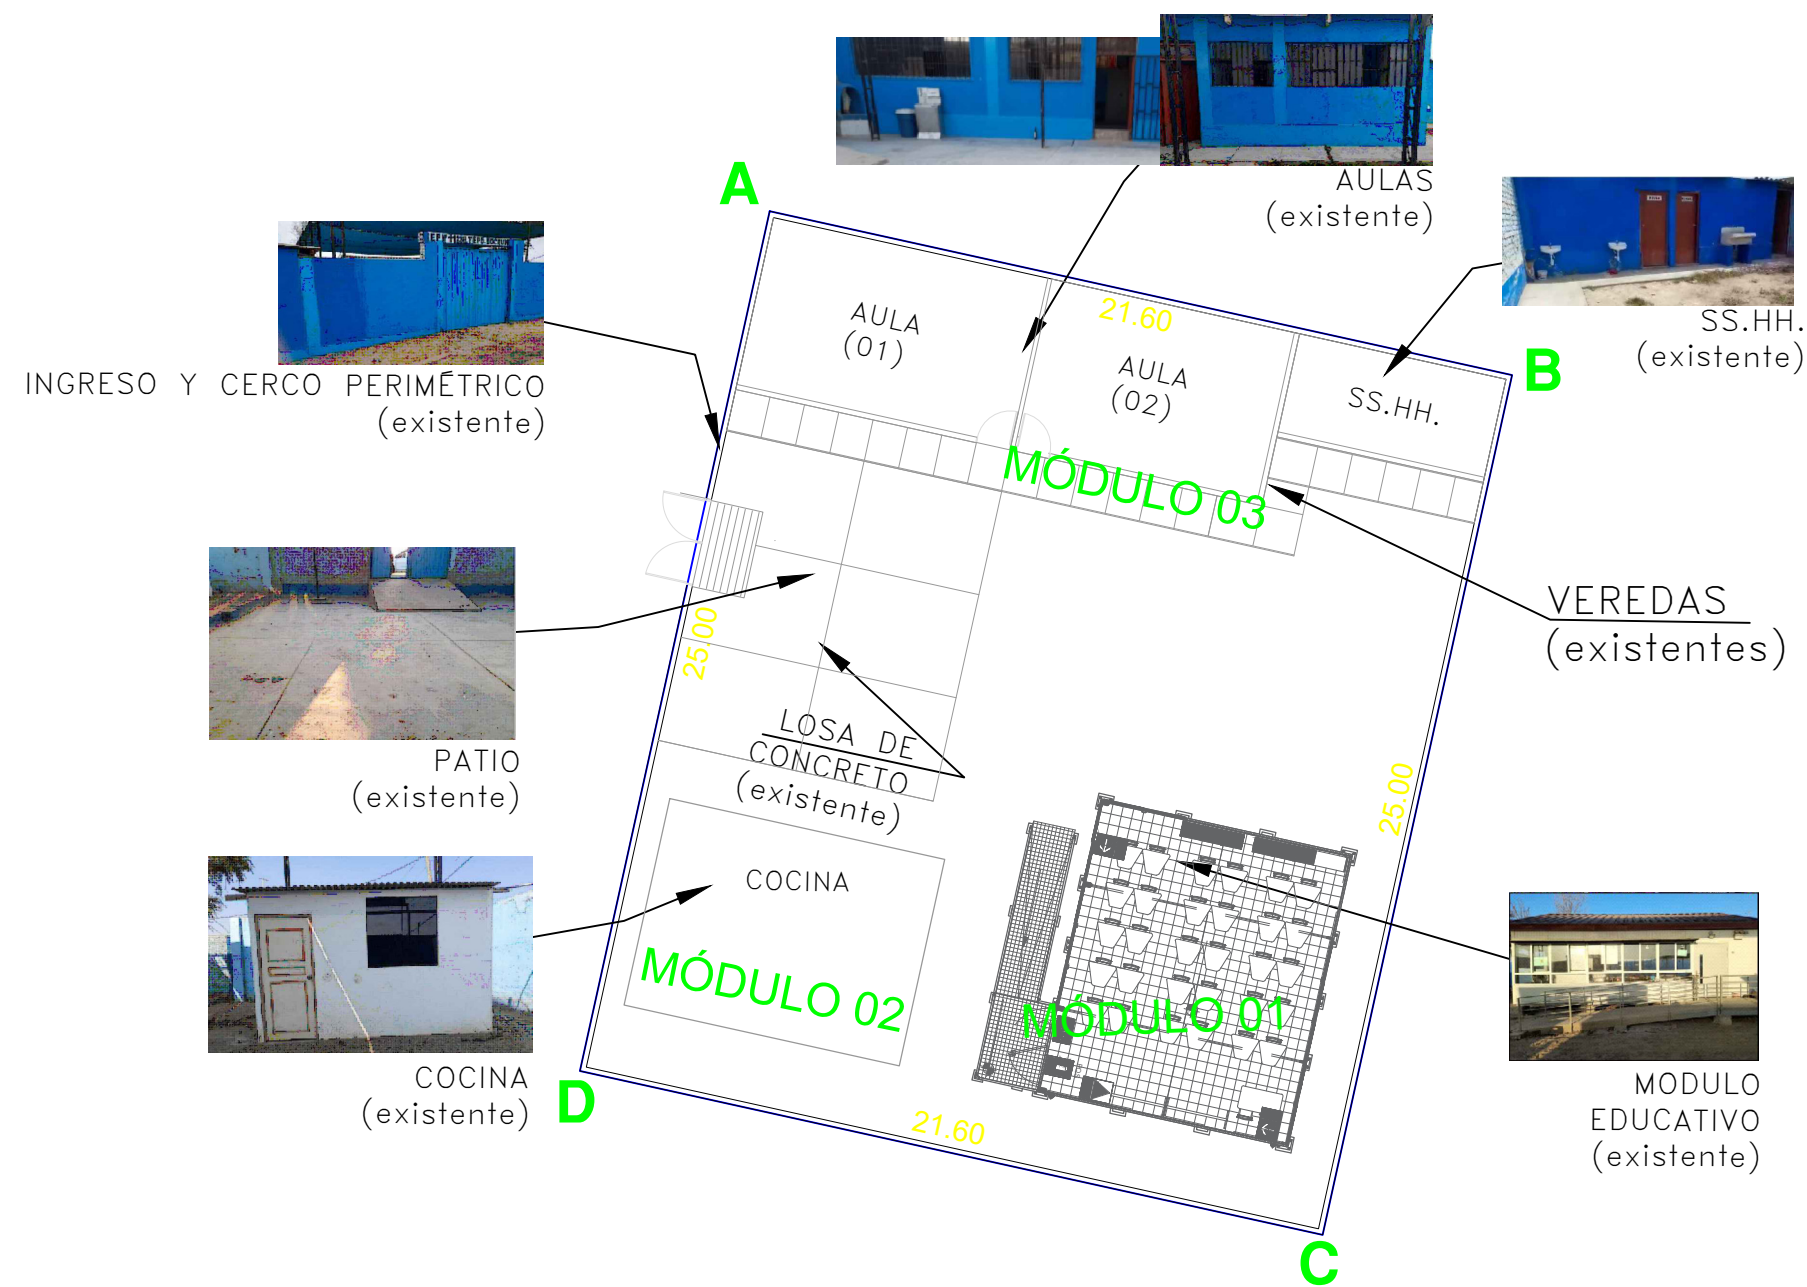 AULAS
(existente)
A
SS.HH.
(existente)
INGRESO Y CERCO PERIMÉTRICO
(existente)
AULA
(01)
21.60
AULA
(02)
B
SS.HH.
MÓDULO 03
VEREDAS
(existentes)
25.00
PATIO
(existente)
LOSA DE
CONCRETO
(existente)
25.00
COCINA
MÓDULO 02
MÓDULO 01
COCINA
(existente)
D
21.60
MODULO
EDUCATIVO
(existente)
C